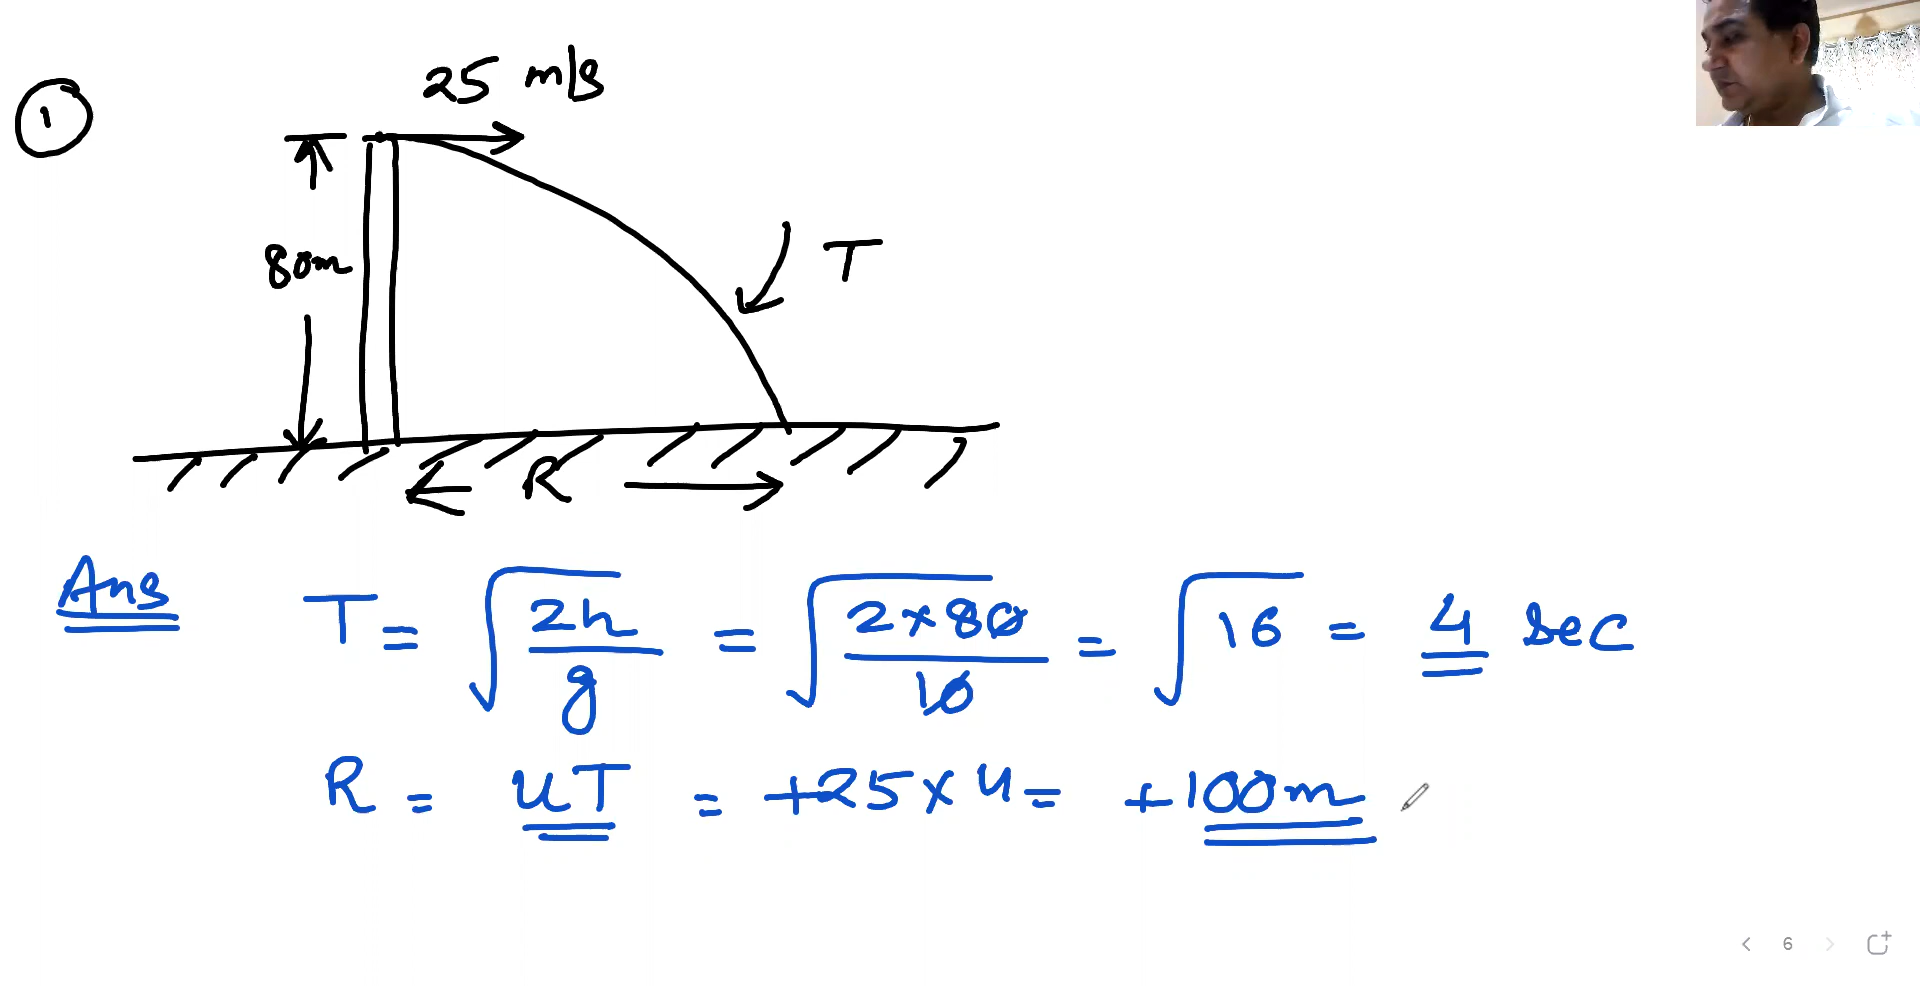 ①
25 m/s
80m
T
R
Ans
T = √(2h/g) = √(2×80/10) = √16 = 4 sec
R = uT = +25×4 = +100m
6